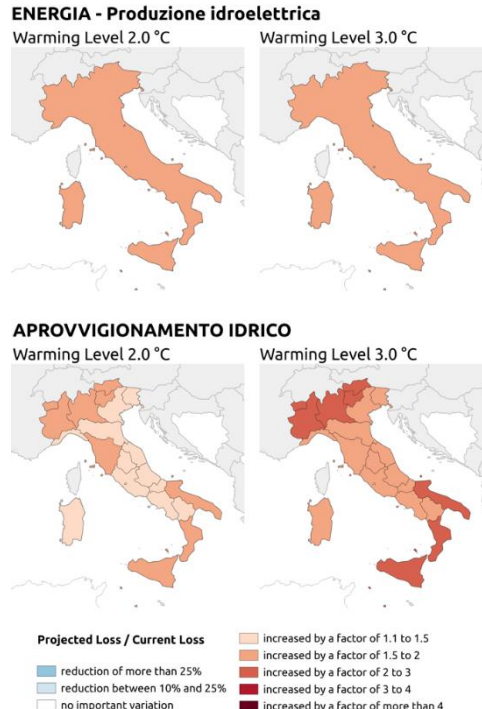 ENERGIA - Produzione idroelettrica
Warming Level 2.0 °C
Warming Level 3.0 °C
APROVVIGIONAMENTO IDRICO
Warming Level 2.0 °C
Warming Level 3.0 °C
Projected Loss / Current Loss
reduction of more than 25%
reduction between 10% and 25%
no important variation
increased by a factor of 1.1 to 1.5
increased by a factor of 1.5 to 2
increased by a factor of 2 to 3
increased by a factor of 3 to 4
increased by a factor of more than 4